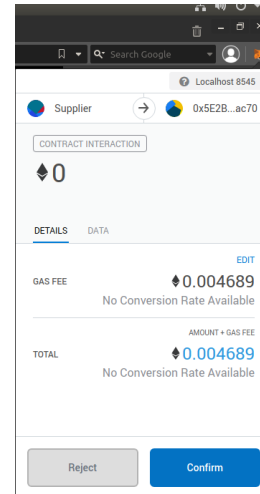 Search Google
Localhost 8545
Supplier
0x5E2B...ac70
CONTRACT INTERACTION
0
DETAILS DATA
EDIT
GAS FEE
0.004689
No Conversion Rate Available
AMOUNT + GAS FEE
TOTAL
0.004689
No Conversion Rate Available
Reject
Confirm